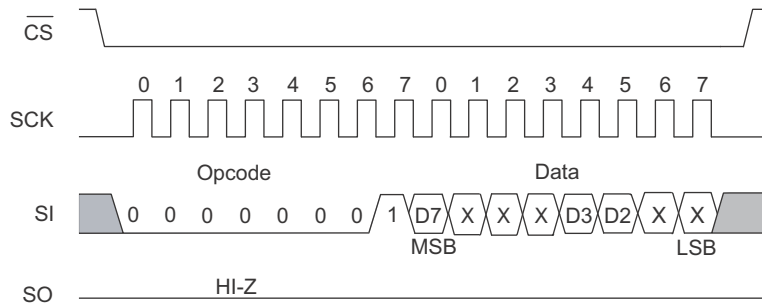 CS
0 1 2 3 4 5 6 7 0 1 2 3 4 5 6 7
SCK
Opcode Data
SI 0 0 0 0 0 0 0 1 D7 X X X D3 D2 X X
MSB LSB
HI-Z
SO